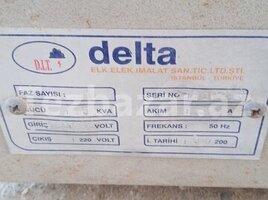 D.I.T.
delta
ELK.ELEK.İMALAT SAN.TİC.LTD.ŞTİ.
İSTANBUL - TÜRKİYE
FAZ SAYISI :
SERİ NO
GÜCÜ KVA
AKIM A
GİRİŞ VOLT
FREKANS : 50 Hz
ÇIKIŞ : 220 VOLT
İ. TARİHİ : 200